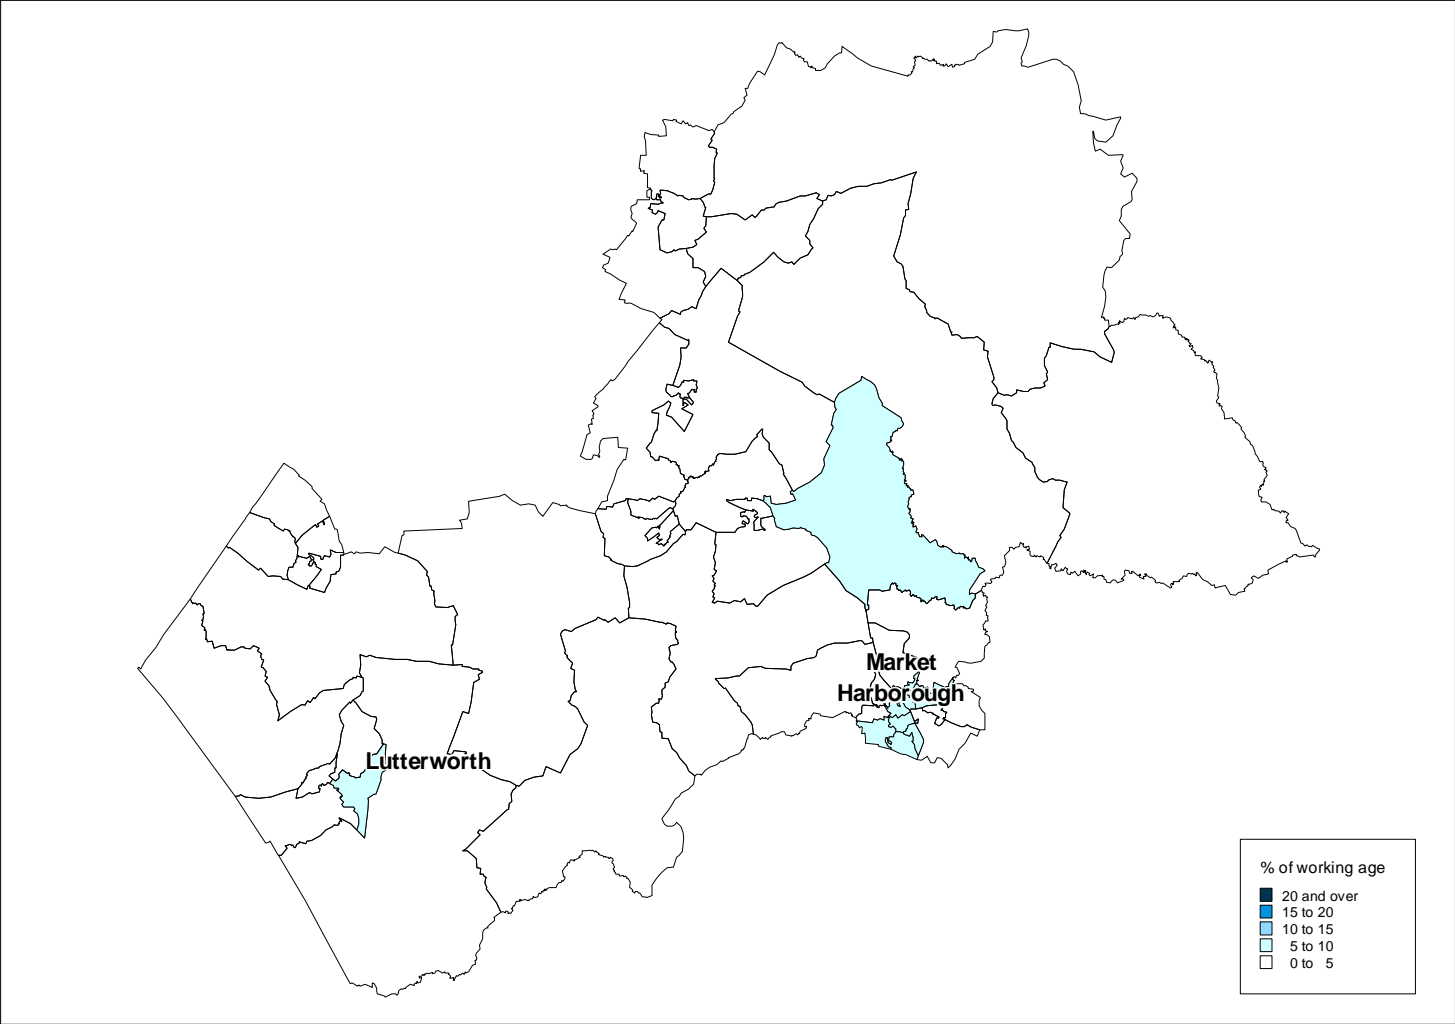 Market
Harborough
Lutterworth
% of working age
20 and over
15 to 20
10 to 15
5 to 10
0 to 5